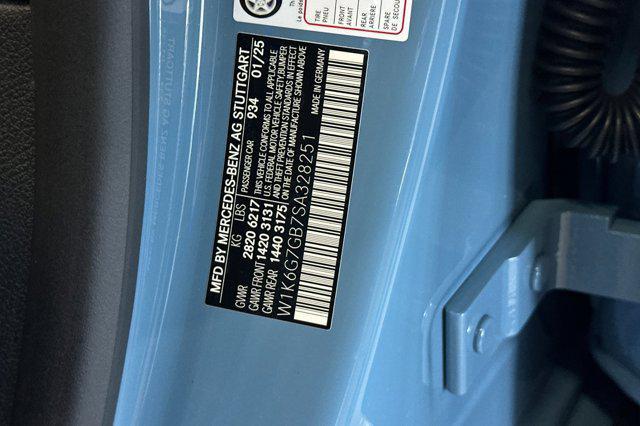 MFD BY MERCEDES-BENZ AG STUTTGART
PASSENGER CAR 934 01/25
KG LBS
GVWR 2820 6217
GAWR FRONT 1420 3131
GAWR REAR 1440 3175
THIS VEHICLE CONFORMS TO ALL APPLICABLE
U.S. FEDERAL MOTOR VEHICLE SAFETY, BUMPER
AND THEFT PREVENTION STANDARDS IN EFFECT
ON THE DATE OF MANUFACTURE SHOWN ABOVE
W1K6G7GB7SA328251 MADE IN GERMANY
TIRE
PNEU
FRONT
AVANT
REAR
ARRIERE
SPARE
DE SECOURS